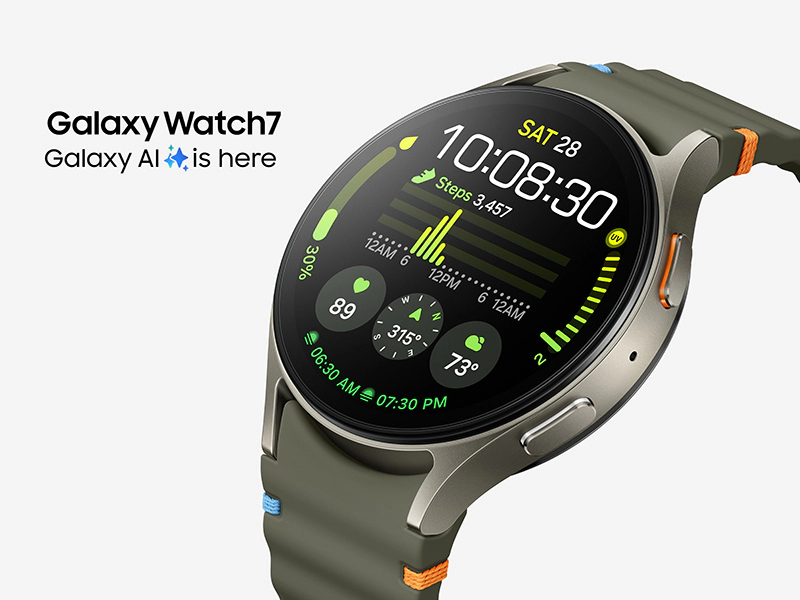 Galaxy Watch7
Galaxy AI is here
SAT 28
10:08:30
Steps 3,457
12AM 6 12PM 6 12AM
UV
2
30%
89
W N E S
315°
73°
06:30 AM 07:30 PM